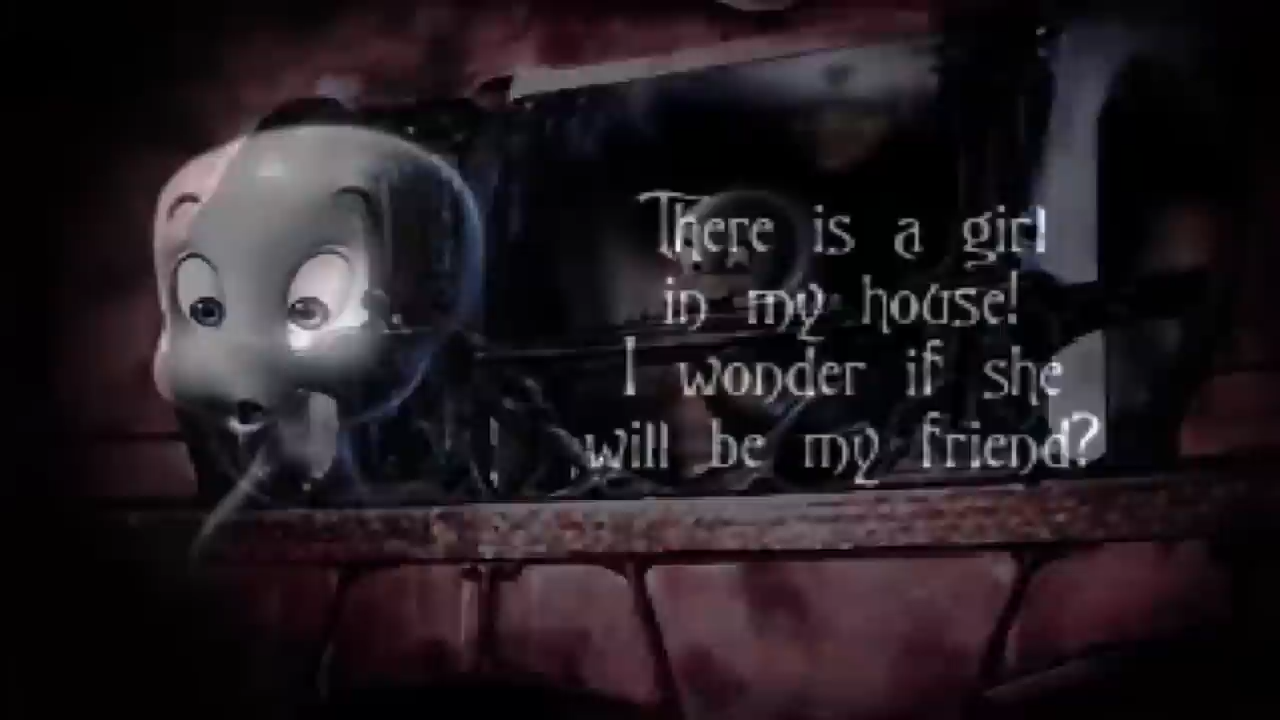 There is a girl
in my house!
I wonder if she
will be my friend?